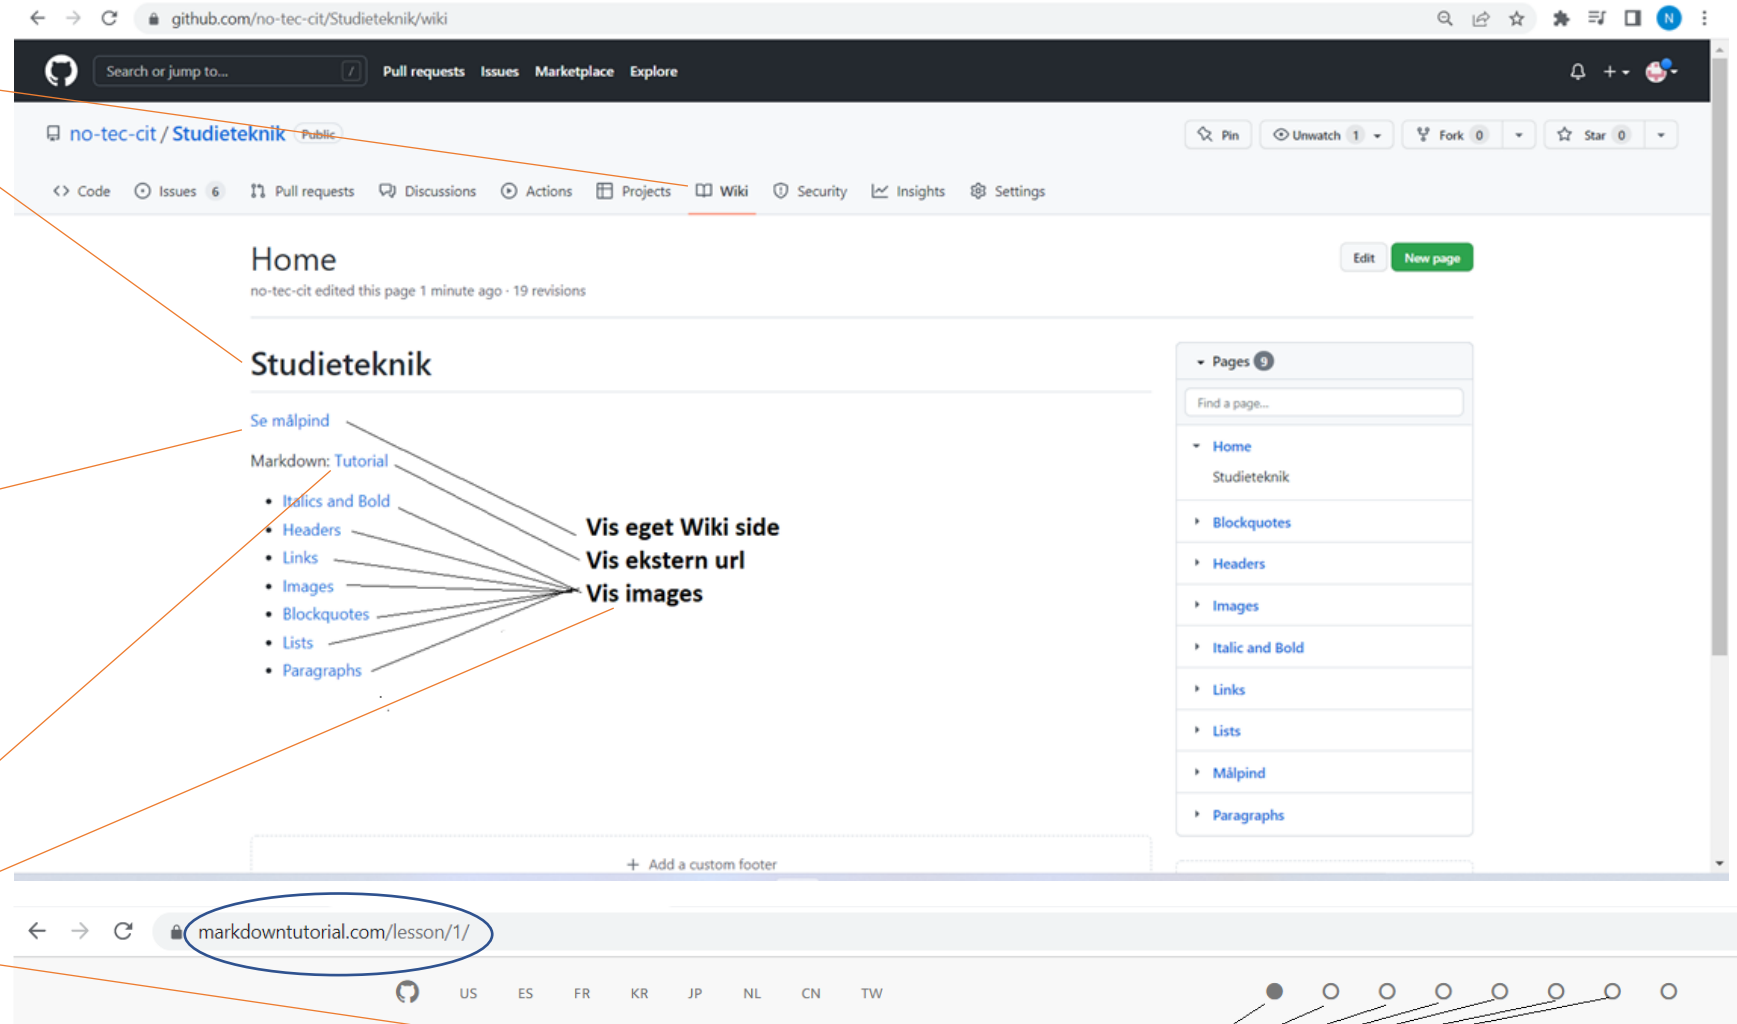 github.com/no-tec-cit/Studieteknik/wiki
N
Search or jump to... / Pull requests Issues Marketplace Explore
no-tec-cit / Studieteknik Public
Pin Unwatch 1 Fork 0 Star 0
Code Issues 6 Pull requests Discussions Actions Projects Wiki Security Insights Settings
Home
Edit New page
no-tec-cit edited this page 1 minute ago · 19 revisions
Studieteknik
Se målpind
Markdown: Tutorial
• Italics and Bold
• Headers
• Links
• Images
• Blockquotes
• Lists
• Paragraphs
Vis eget Wiki side
Vis ekstern url
Vis images
Pages 9
Find a page...
Home
Studieteknik
Blockquotes
Headers
Images
Italic and Bold
Links
Lists
Målpind
Paragraphs
+ Add a custom footer
markdowntutorial.com/lesson/1/
US ES FR KR JP NL CN TW